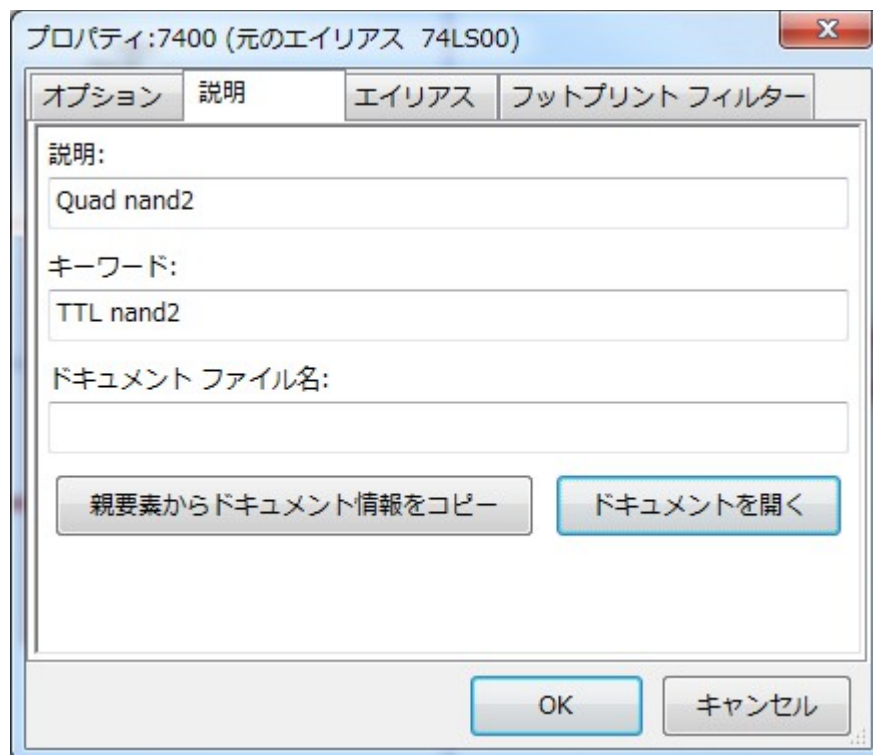 プロパティ:7400 (元のエイリアス 74LS00)
オプション 説明 エイリアス フットプリント フィルター
説明:
Quad nand2
キーワード:
TTL nand2
ドキュメント ファイル名:
親要素からドキュメント情報をコピー ドキュメントを開く
OK キャンセル